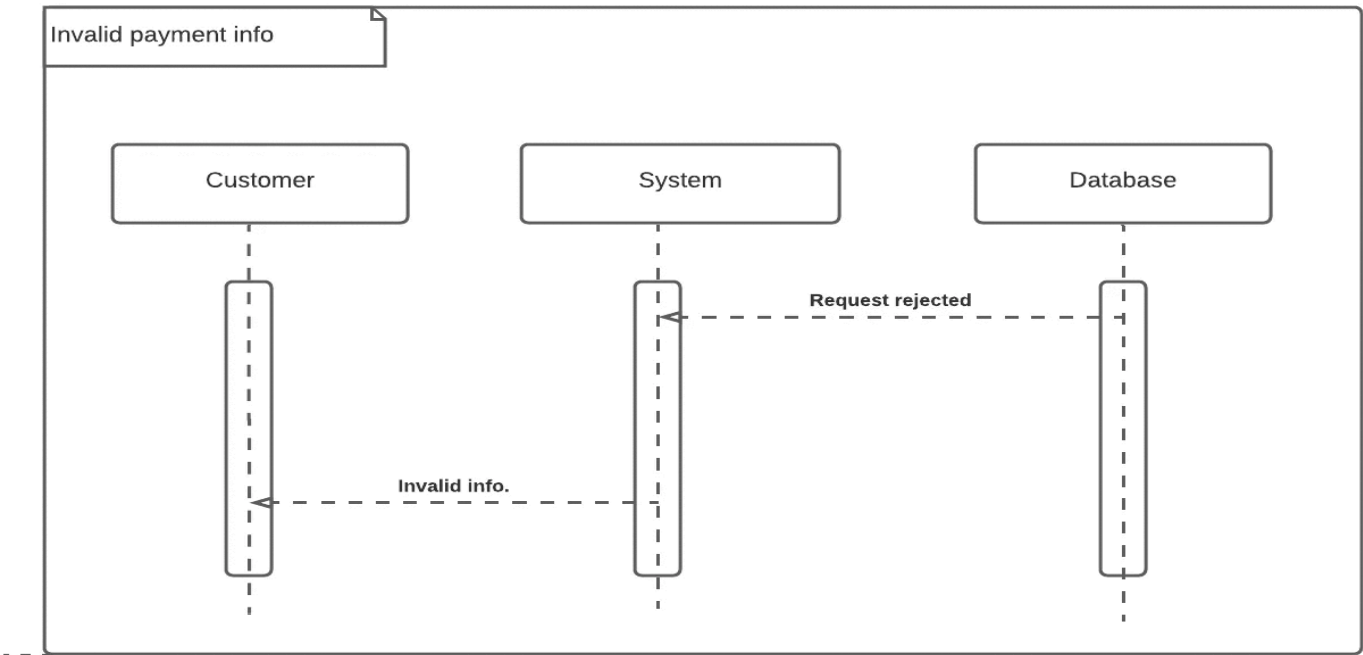 Invalid payment info
Customer
System
Database
Request rejected
Invalid info.